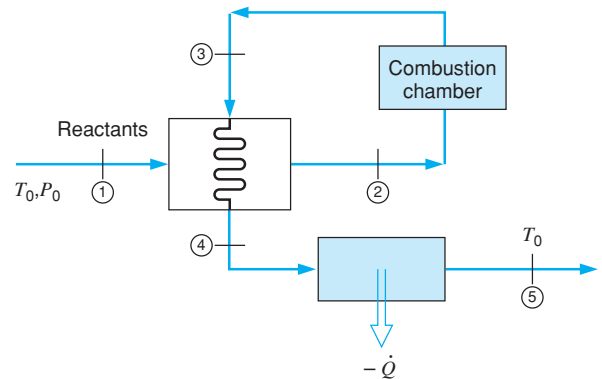 3
Combustion
chamber
Reactants
1
2
T₀,P₀
4
T₀
5
− Q̇